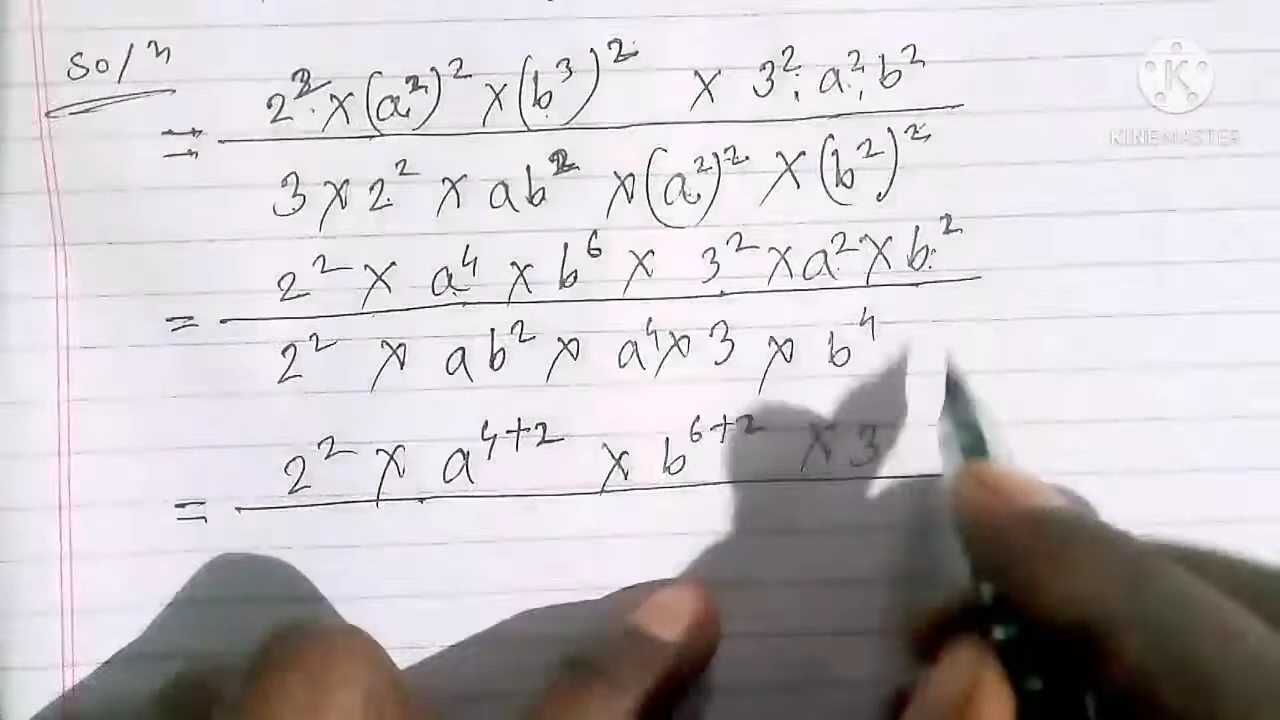 Sol^n
⇒ 2² × (a²)² × (b³)² × 3² · a² · b²
3 × 2² × ab² × (a²)² × (b²)²
= 2² × a⁴ × b⁶ × 3² × a² × b²
2² × ab² × a⁴ × 3 × b⁴
= 2² × a⁴⁺² × b⁶⁺² × 3
K
KINEMASTER